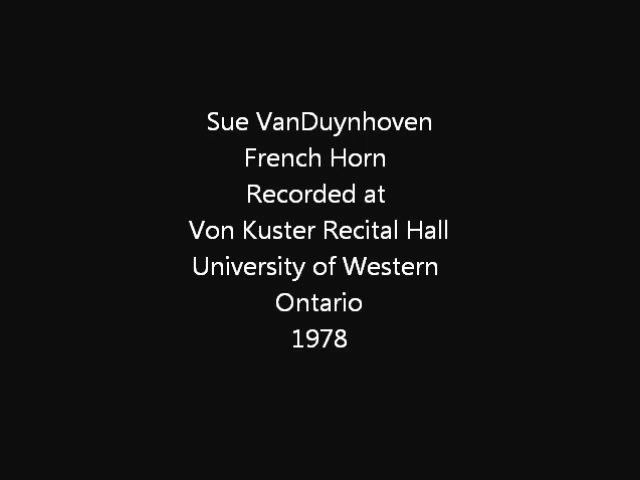 Sue VanDuynhoven
French Horn
Recorded at
Von Kuster Recital Hall
University of Western
Ontario
1978